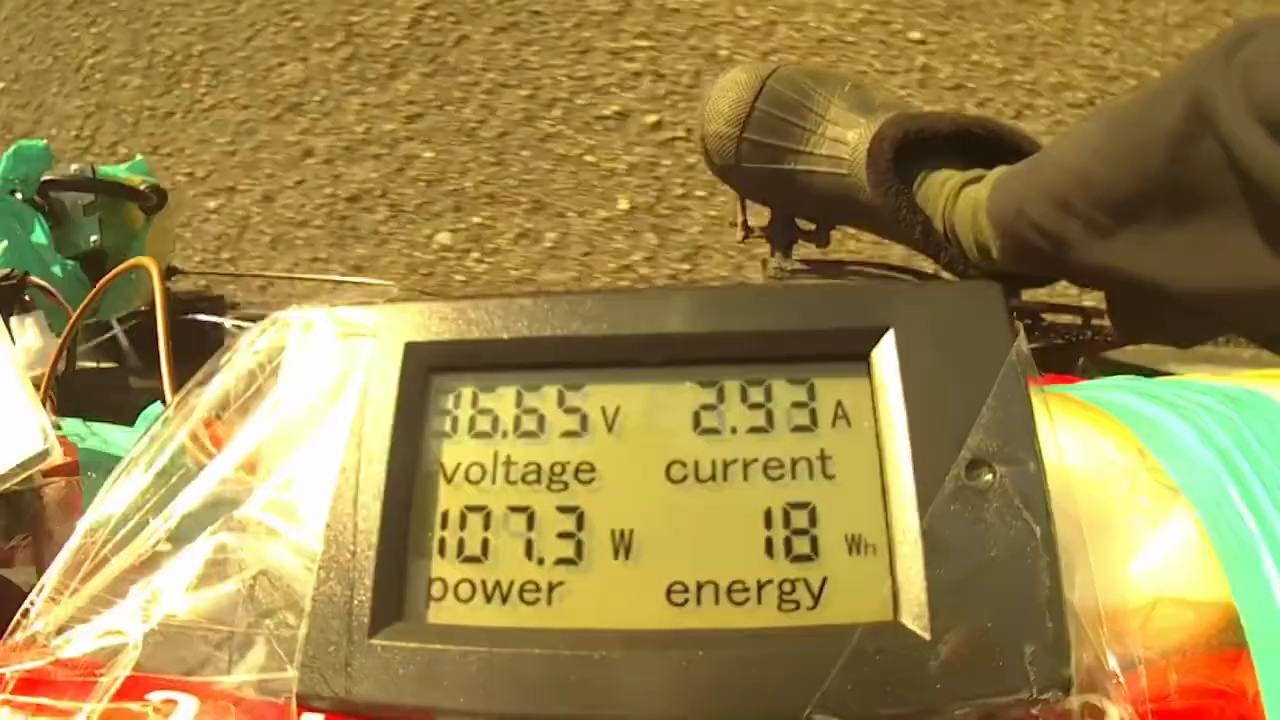 36.65 V 2.93 A
voltage current
107.3 W 18 Wh
power energy